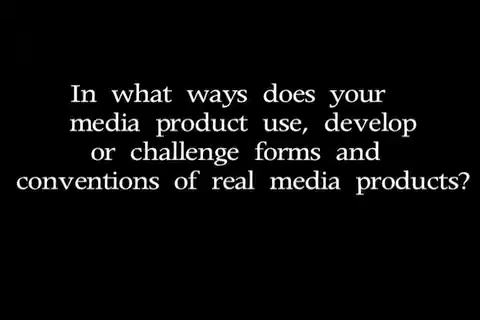 In what ways does your
media product use, develop
or challenge forms and
conventions of real media products?